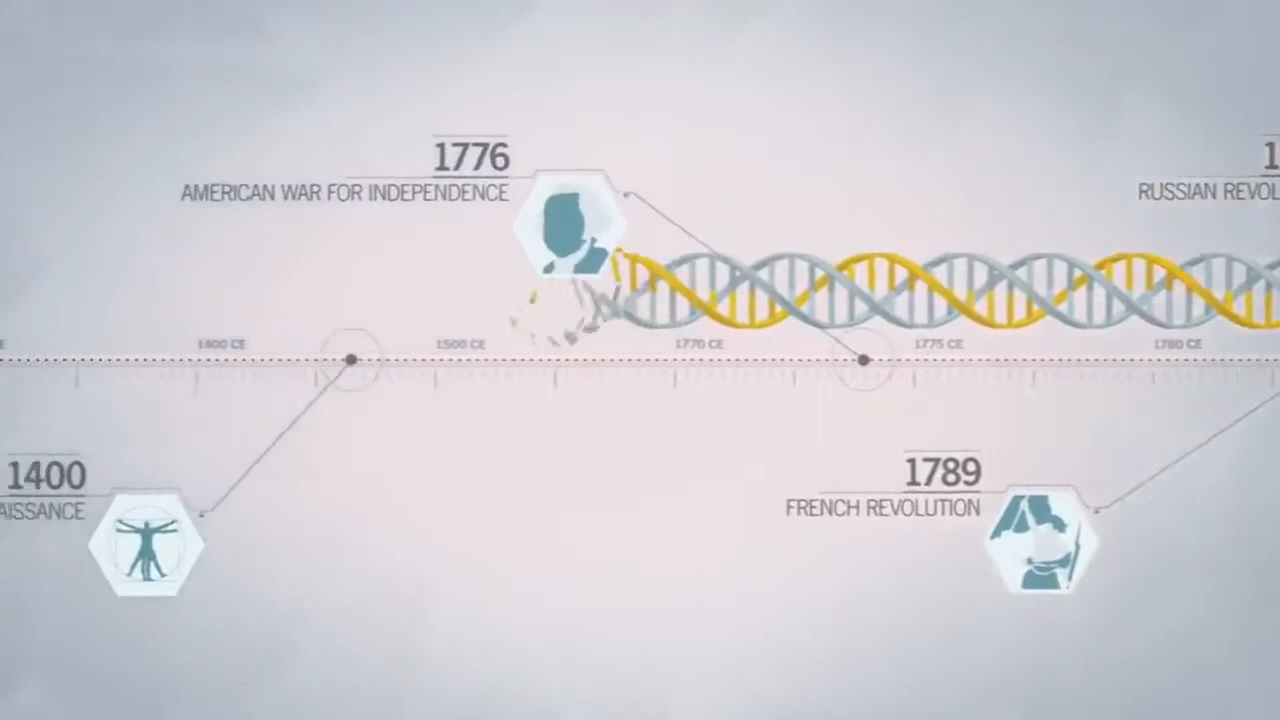 1776
AMERICAN WAR FOR INDEPENDENCE
1
RUSSIAN REVOL
1400 CE
1500 CE
1770 CE
1775 CE
1780 CE
1400
AISSANCE
1789
FRENCH REVOLUTION